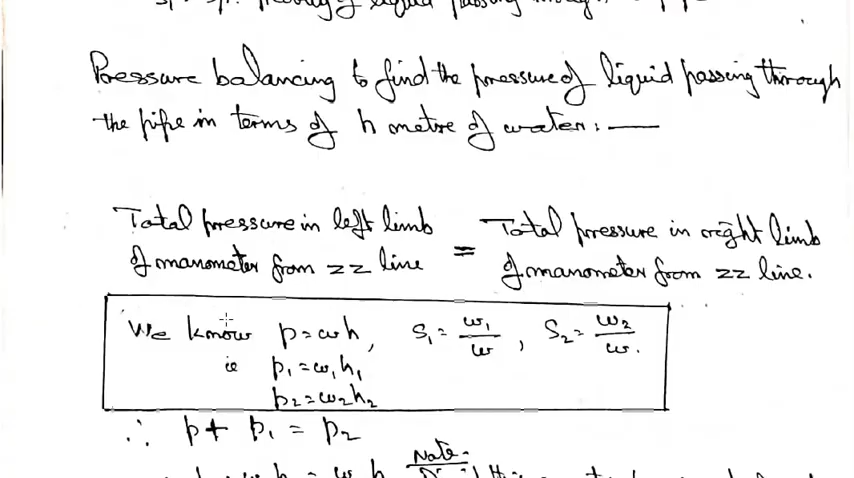 Pressure balancing to find the pressure of liquid passing through
the pipe in terms of h metre of water:—
Total pressure in left limb
of manometer from zz line
=
Total pressure in right limb
of manometer from zz line.
We know p=wh, S₁=w₁/w, S₂=w₂/w.
ie p₁=w₁h₁
p₂=w₂h₂
∴ p+ p₁ = p₂
Note:-